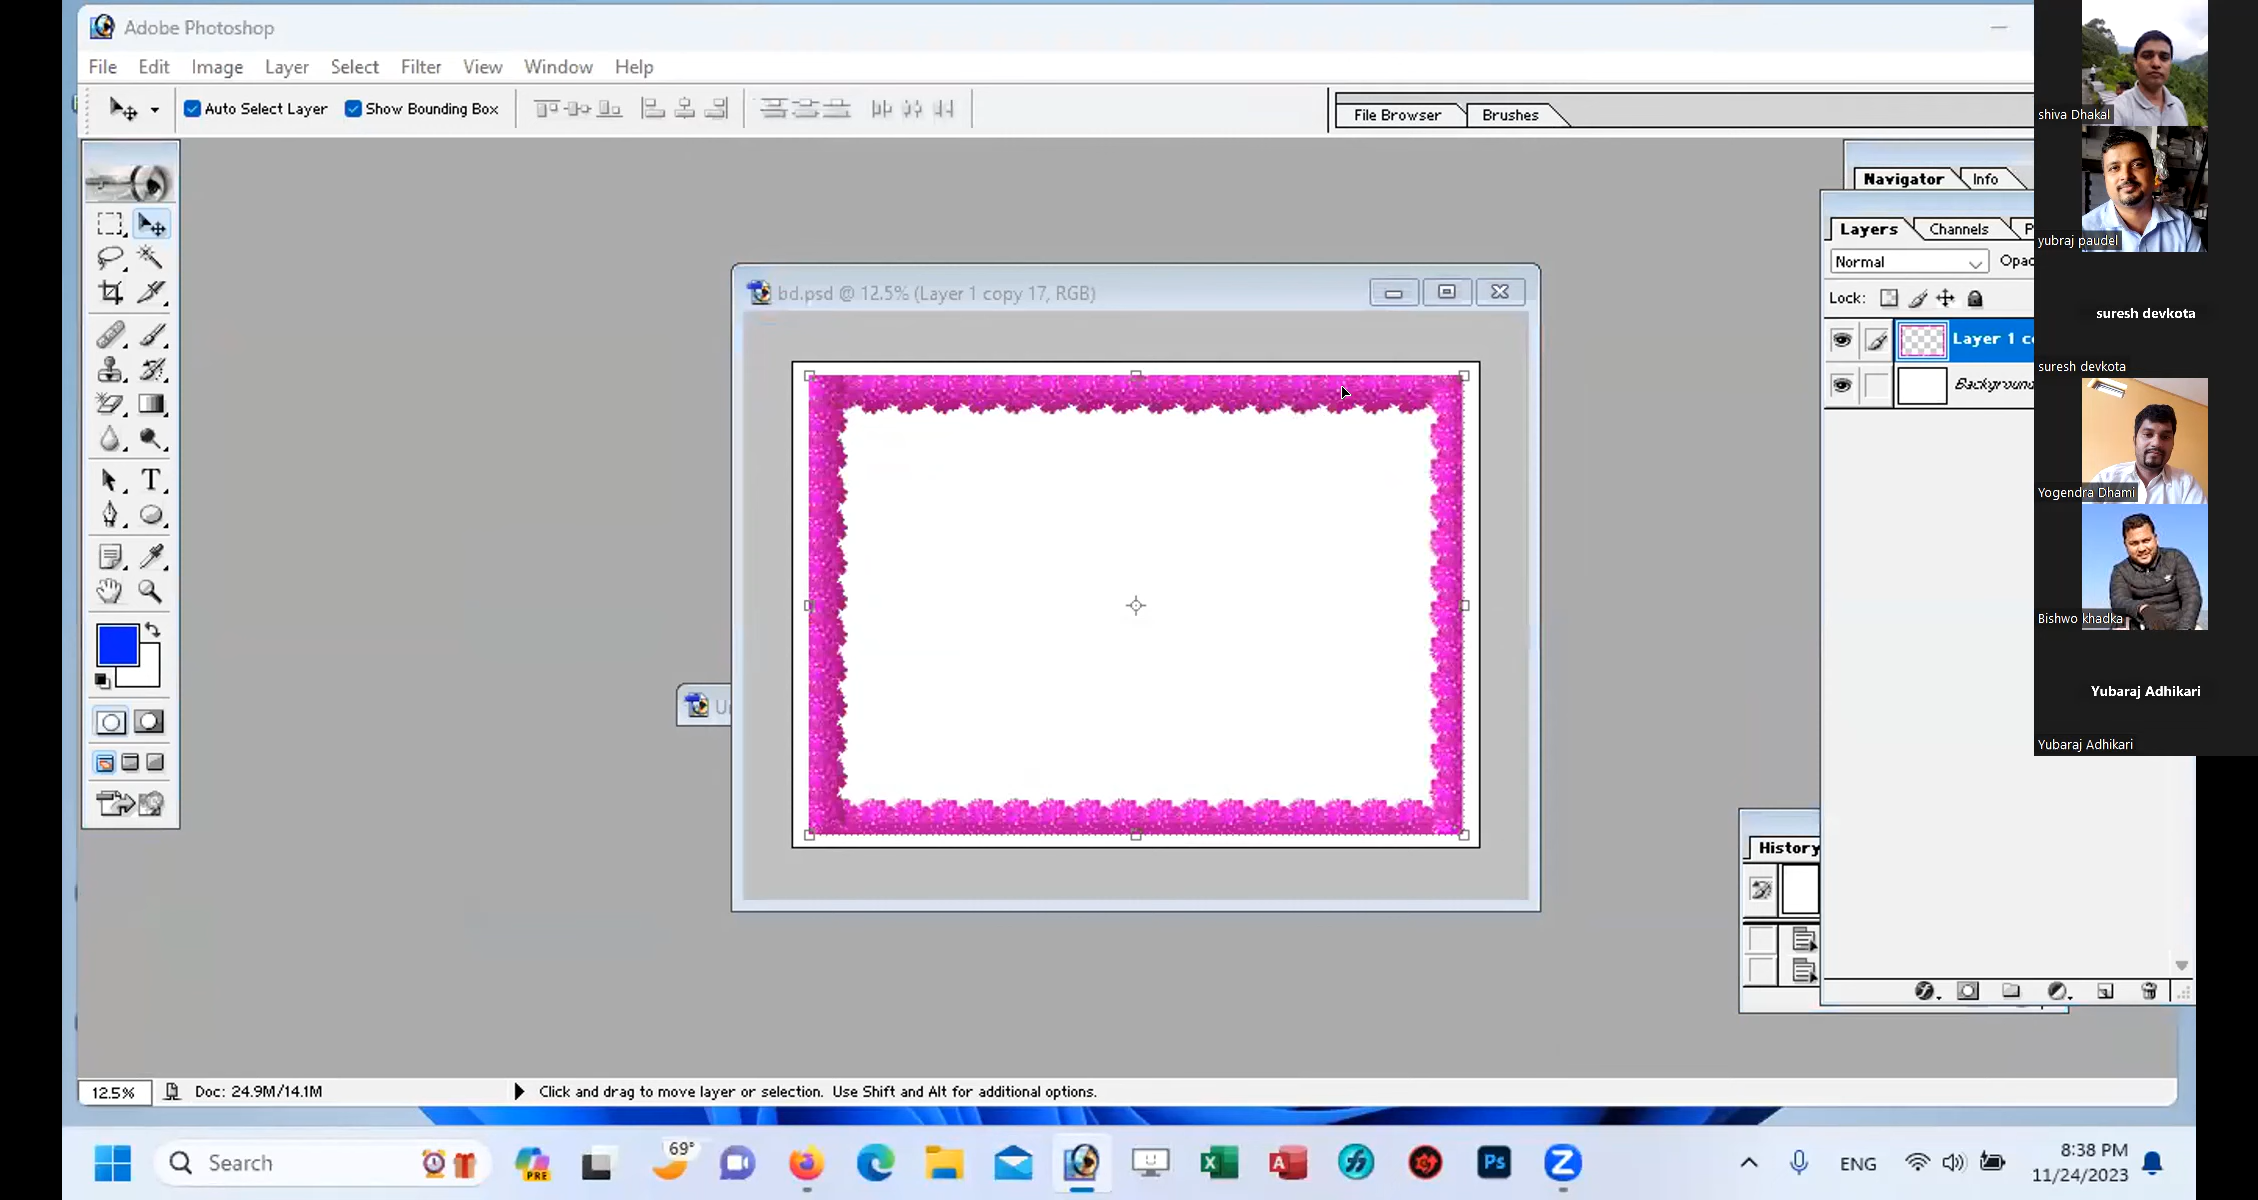 Adobe Photoshop
File Edit Image Layer Select Filter View Window Help
Auto Select Layer Show Bounding Box
File Browser Brushes
Navigator Info
Layers Channels P
Normal Opac
Lock:
Layer 1 co
Background
bd.psd @ 12.5% (Layer 1 copy 17, RGB)
U
T
History
12.5% Doc: 24.9M/14.1M Click and drag to move layer or selection. Use Shift and Alt for additional options.
shiva Dhakal
yubraj paudel
suresh devkota
suresh devkota
Yogendra Dhami
Bishwo khadka
Yubaraj Adhikari
Yubaraj Adhikari
Search
PRE
69°
X
A
Ps
Z
ENG
8:38 PM
11/24/2023